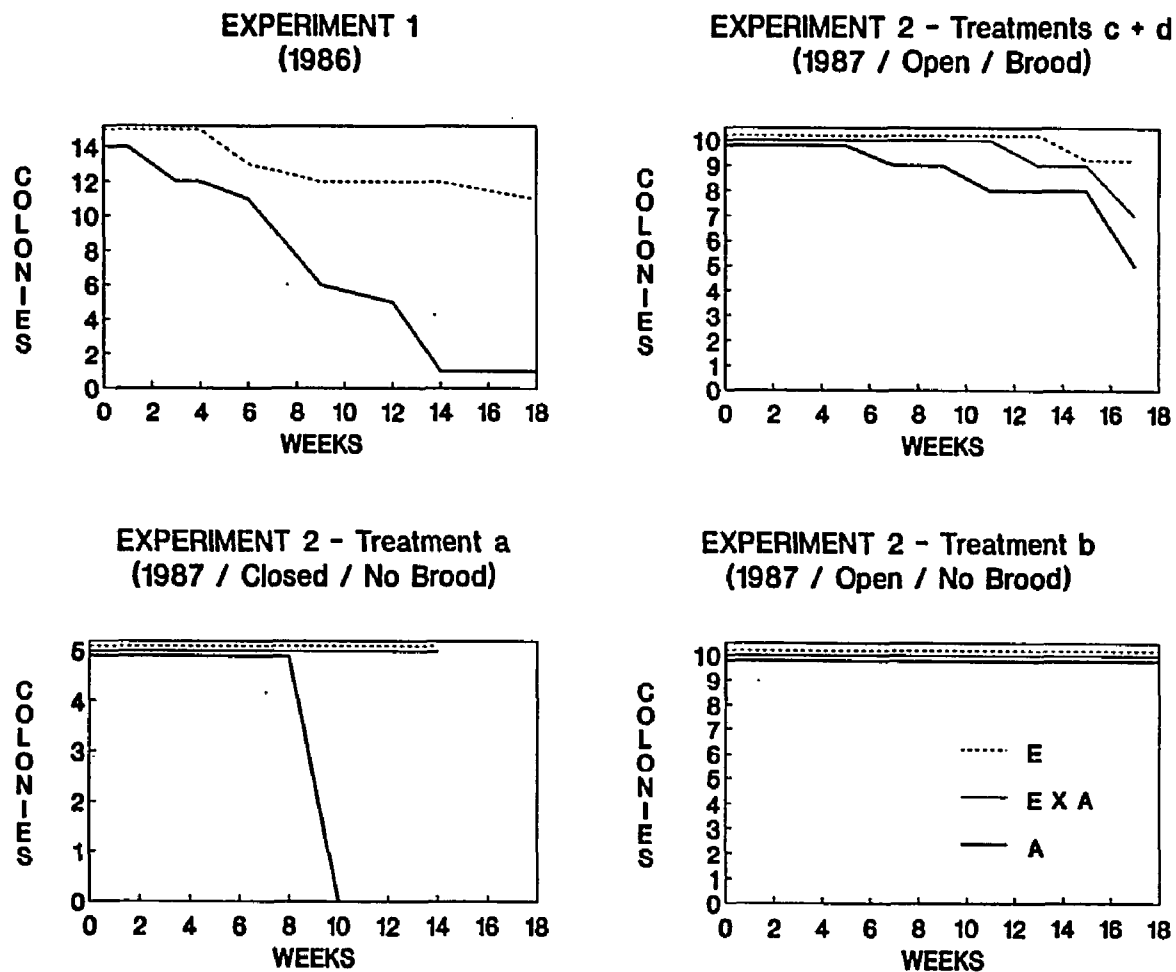 EXPERIMENT 1
(1986)
COLONIES
14
12
10
8
6
4
2
0
0 2 4 6 8 10 12 14 16 18
WEEKS
EXPERIMENT 2 - Treatments c + d
(1987 / Open / Brood)
COLONIES
10
9
8
7
6
5
4
3
2
1
0
0 2 4 6 8 10 12 14 16 18
WEEKS
EXPERIMENT 2 - Treatment a
(1987 / Closed / No Brood)
COLONIES
5
4
3
2
1
0
0 2 4 6 8 10 12 14 16 18
WEEKS
EXPERIMENT 2 - Treatment b
(1987 / Open / No Brood)
COLONIES
10
9
8
7
6
5
4
3
2
1
0
E
E X A
A
0 2 4 6 8 10 12 14 16 18
WEEKS